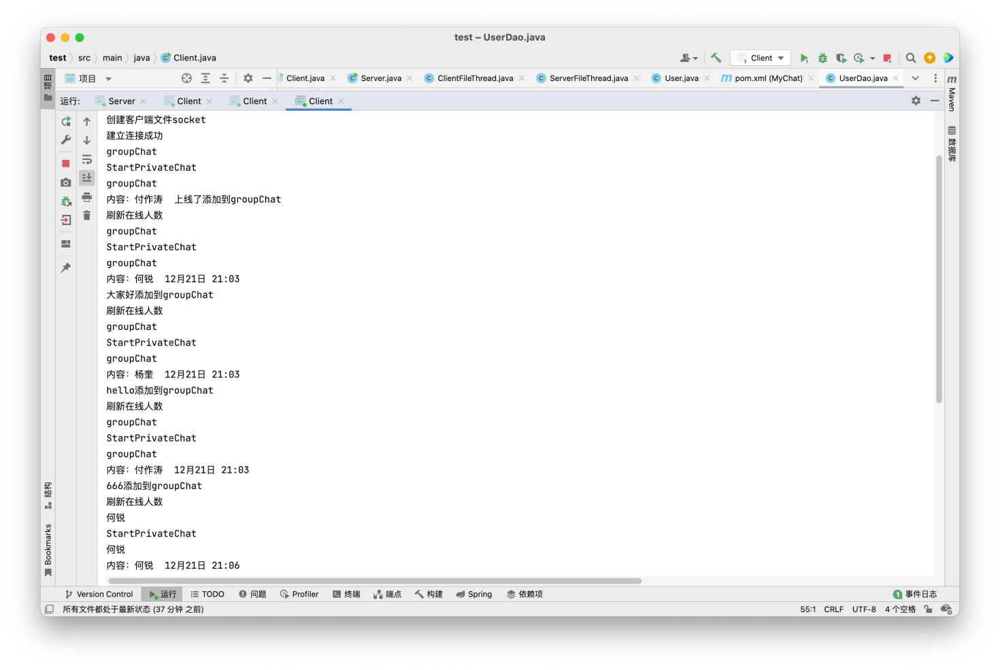 test – UserDao.java
test src main java Client.java
Client
项目
Client.java Server.java ClientFileThread.java ServerFileThread.java User.java pom.xml (MyChat) UserDao.java
运行: Server Client Client Client
创建客户端文件socket
建立连接成功
groupChat
StartPrivateChat
groupChat
内容：付作涛  上线了添加到groupChat
刷新在线人数
groupChat
StartPrivateChat
groupChat
内容：何锐  12月21日 21:03
大家好添加到groupChat
刷新在线人数
groupChat
StartPrivateChat
groupChat
内容：杨奎  12月21日 21:03
hello添加到groupChat
刷新在线人数
groupChat
StartPrivateChat
groupChat
内容：付作涛  12月21日 21:03
666添加到groupChat
刷新在线人数
何锐
StartPrivateChat
何锐
内容：何锐  12月21日 21:06
项目
结构
Bookmarks
Maven
数据库
Version Control 运行 TODO 问题 Profiler 终端 端点 构建 Spring 依赖项 1 事件日志
所有文件都处于最新状态 (37 分钟 之前) 55:1 CRLF UTF-8 4 个空格